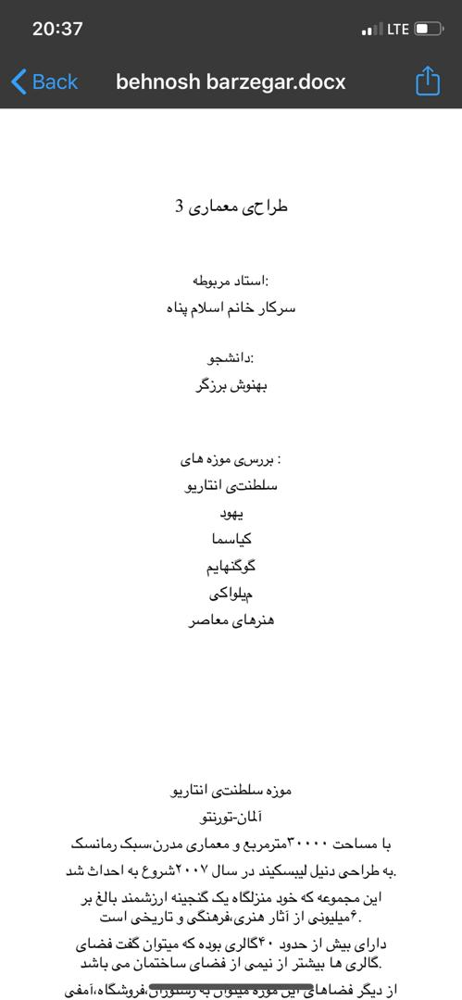 20:37
LTE
Back
behnosh barzegar.docx
طراحی معماری 3
استاد مربوطه:
سرکار خانم اسلام پناه
دانشجو:
بهنوش برزگر
بررسی موزه های :
سلطنتی انتاریو
یهود
کیاسما
گوگنهایم
میلواکی
هنرهای معاصر
موزه سلطنتی انتاریو
آلمان-تورنتو
با مساحت ۳۰۰۰۰مترمربع و معماری مدرن،سبک رمانسک
به طراحی دنیل لیبسکیند در سال ۲۰۰۷شروع به احداث شد.
این مجموعه که خود منزلگاه یک گنجینه ارزشمند بالغ بر
۶میلیونی از آثار هنری،فرهنگی و تاریخی است.
دارای بیش از حدود ۴۰گالری بوده که میتوان گفت فضای
گالری ها بیشتر از نیمی از فضای ساختمان می باشد.
از دیگر فضاهای این موزه میتوان به رستوران،فروشگاه،آمفی